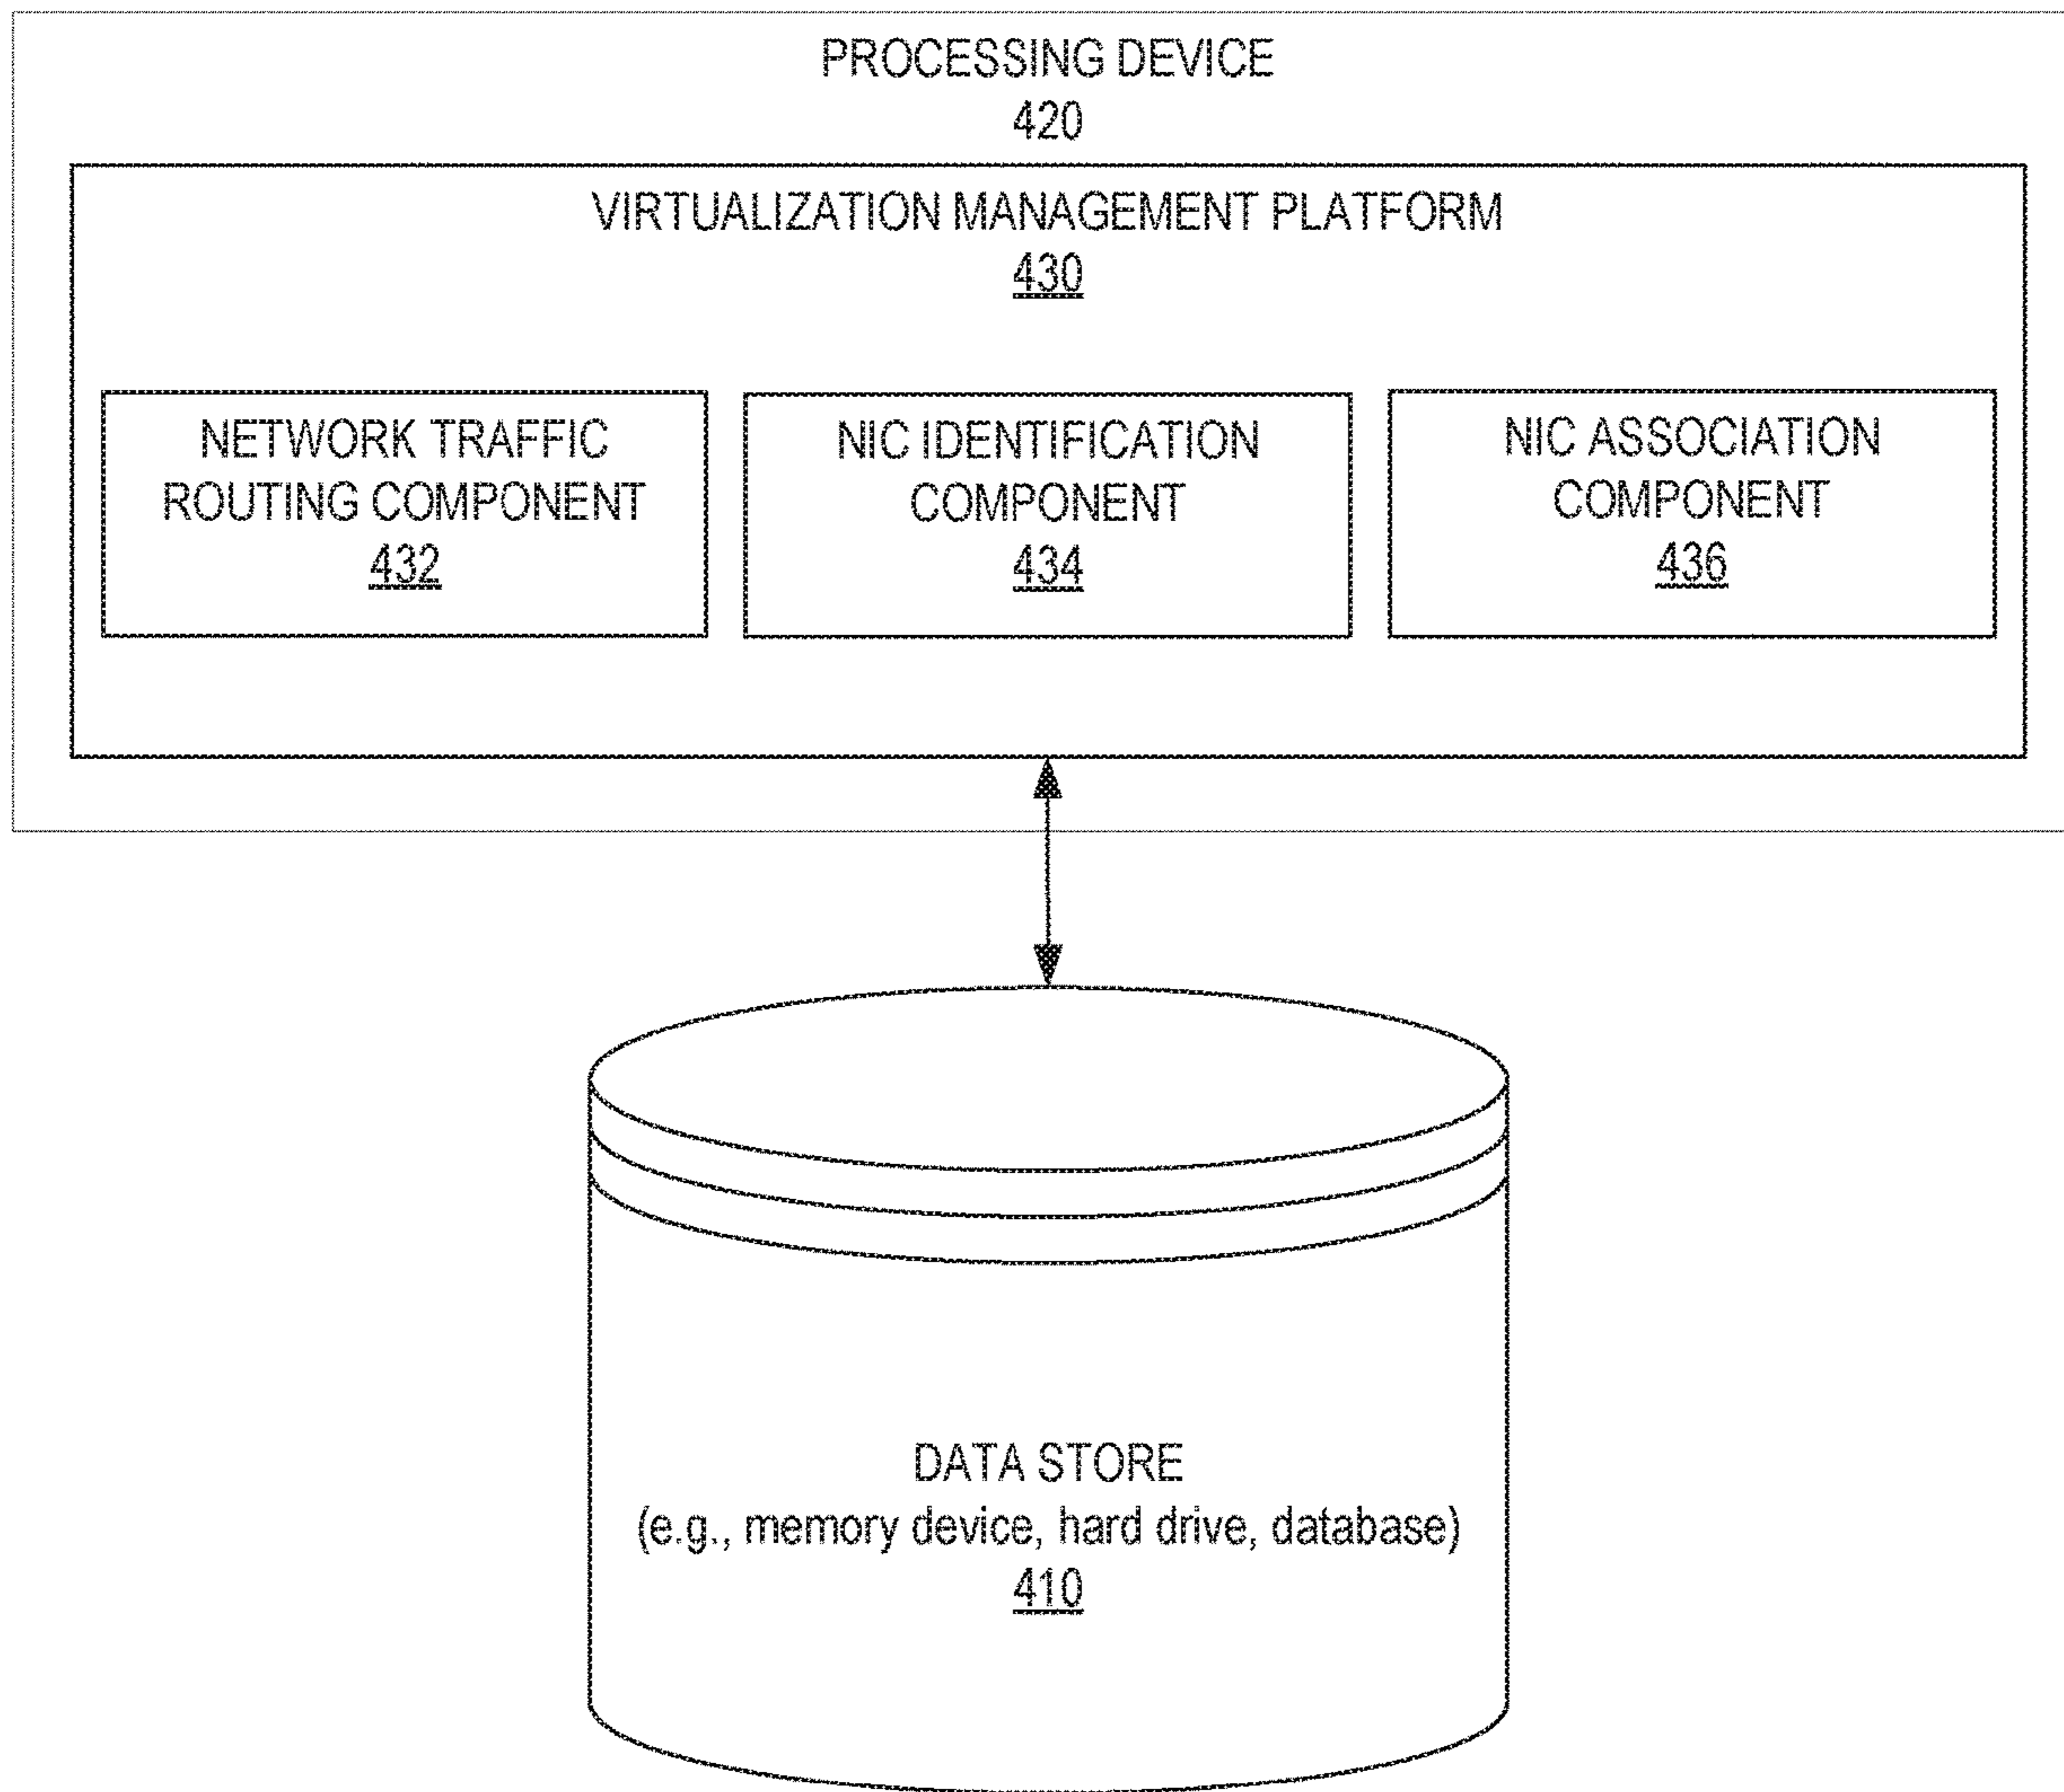 PROCESSING DEVICE
420
VIRTUALIZATION MANAGEMENT PLATFORM
430
NETWORK TRAFFIC
ROUTING COMPONENT
432
NIC IDENTIFICATION
COMPONENT
434
NIC ASSOCIATION
COMPONENT
436
DATA STORE
(e.g., memory device, hard drive, database)
410